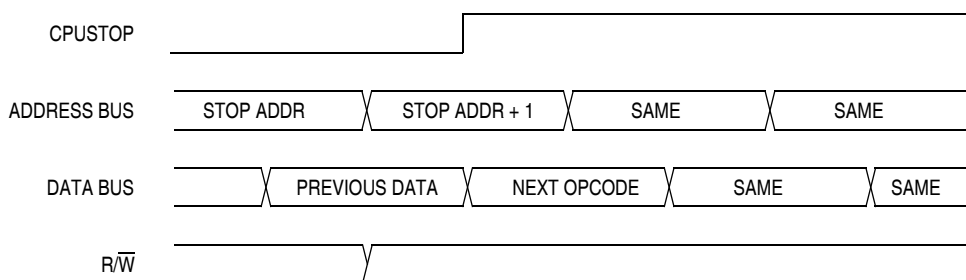 CPUSTOP
ADDRESS BUS STOP ADDR STOP ADDR + 1 SAME SAME
DATA BUS PREVIOUS DATA NEXT OPCODE SAME SAME
R/W̅